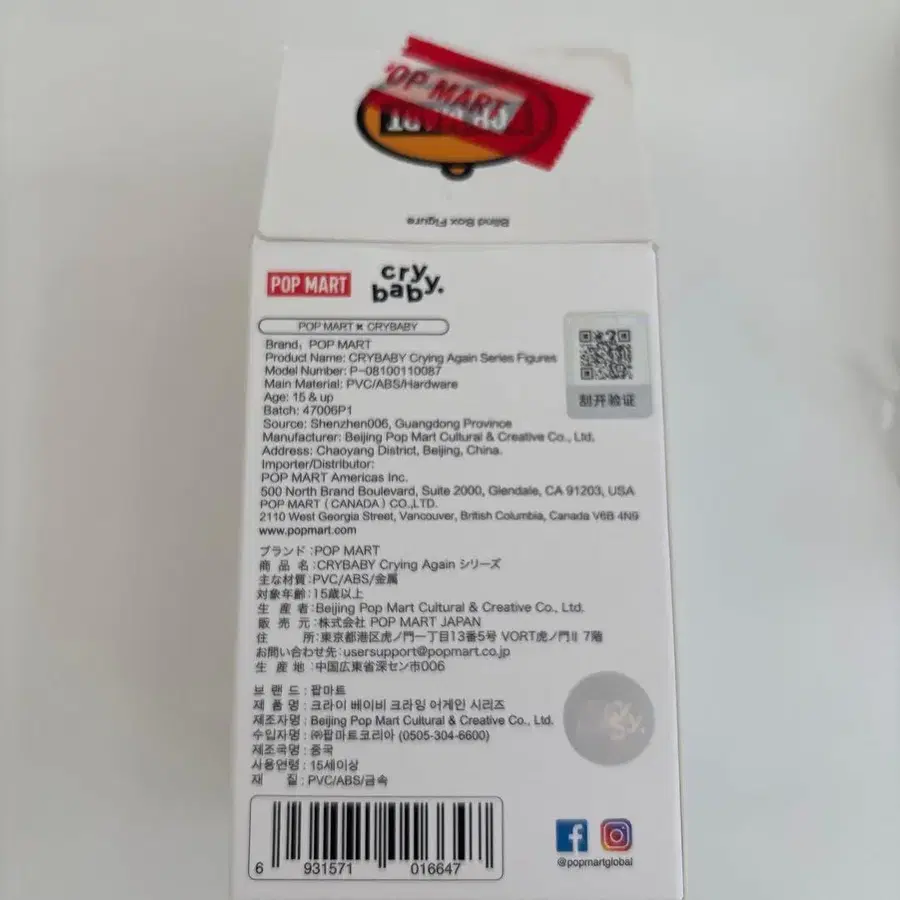 POP MART
Blind Box Figure
POP MART
cry
baby.
POP MART × CRYBABY
Brand: POP MART
Product Name: CRYBABY Crying Again Series Figures
Model Number: P-08100110087
Main Material: PVC/ABS/Hardware
Age: 15 & up
Batch: 47006P1
Source: Shenzhen006, Guangdong Province
Manufacturer: Beijing Pop Mart Cultural & Creative Co., Ltd.
Address: Chaoyang District, Beijing, China.
Importer/Distributor:
POP MART Americas Inc.
500 North Brand Boulevard, Suite 2000, Glendale, CA 91203, USA
POP MART ( CANADA ) CO.,LTD.
2110 West Georgia Street, Vancouver, British Columbia, Canada V6B 4N9
www.popmart.com
刮开验证
ブランド:POP MART
商品名:CRYBABY Crying Again シリーズ
主な材質:PVC/ABS/金属
対象年齢:15歳以上
生産者:Beijing Pop Mart Cultural & Creative Co., Ltd.
販売元:株式会社 POP MART JAPAN
住所:東京都港区虎ノ門一丁目13番5号 VORT虎ノ門II 7階
お問い合わせ先:usersupport@popmart.co.jp
生産地:中国広東省深セン市006
브랜드 : 팝마트
제품명 : 크라이 베이비 크라잉 어게인 시리즈
제조자명 : Beijing Pop Mart Cultural & Creative Co., Ltd.
수입자명 : ㈜팝마트코리아 (0505-304-6600)
제조국명 : 중국
사용연령 : 15세이상
재질 : PVC/ABS/금속
6 931571 016647
@popmartglobal